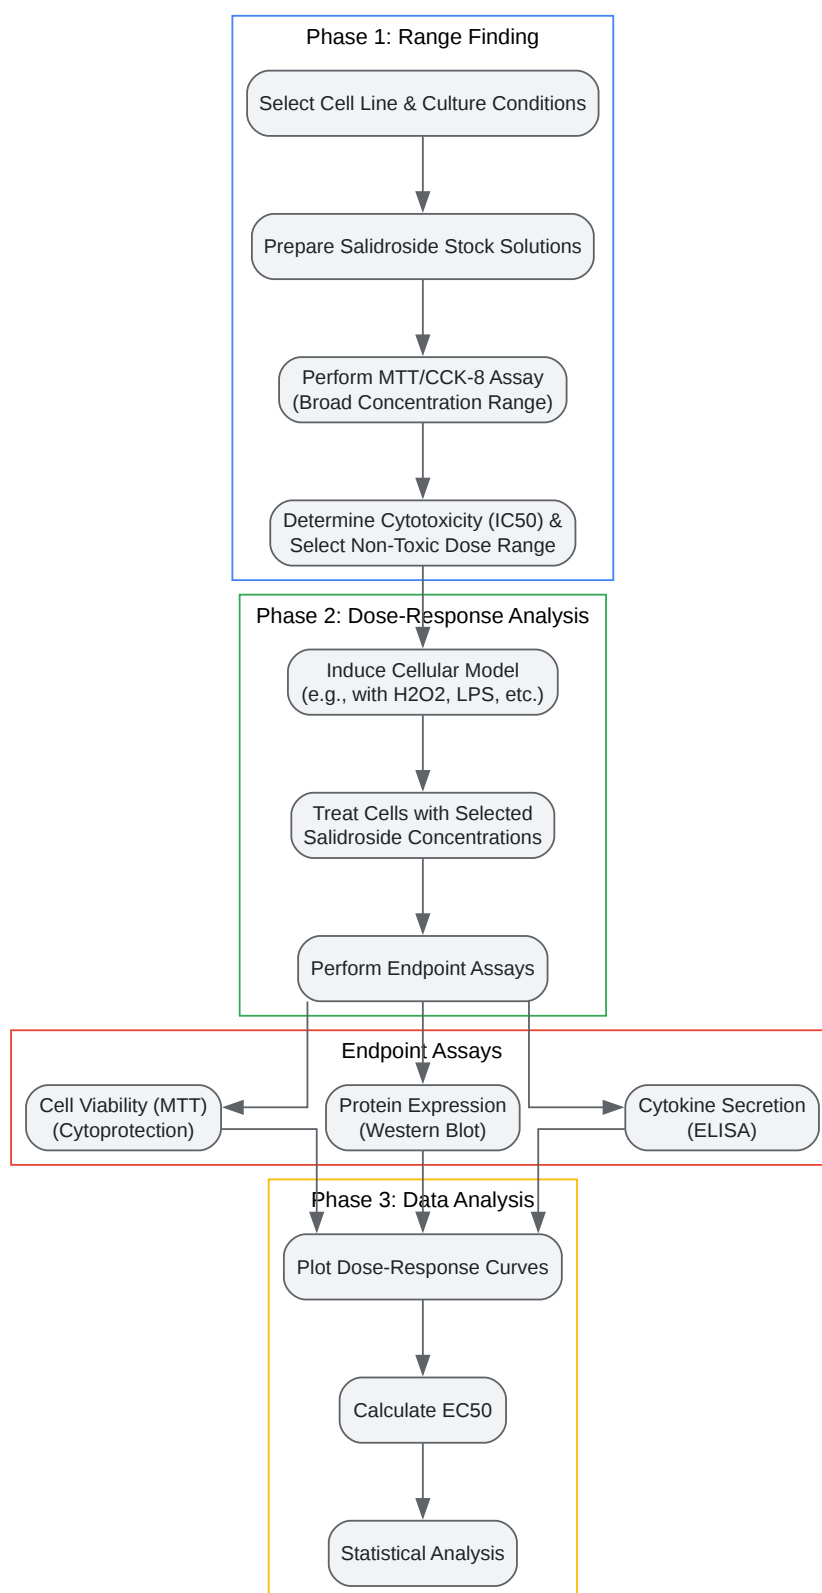 Phase 1: Range Finding
Select Cell Line & Culture Conditions
Prepare Salidroside Stock Solutions
Perform MTT/CCK-8 Assay
(Broad Concentration Range)
Determine Cytotoxicity (IC50) &
Select Non-Toxic Dose Range
Phase 2: Dose-Response Analysis
Induce Cellular Model
(e.g., with H2O2, LPS, etc.)
Treat Cells with Selected
Salidroside Concentrations
Perform Endpoint Assays
Endpoint Assays
Cell Viability (MTT)
(Cytoprotection)
Protein Expression
(Western Blot)
Cytokine Secretion
(ELISA)
Phase 3: Data Analysis
Plot Dose-Response Curves
Calculate EC50
Statistical Analysis